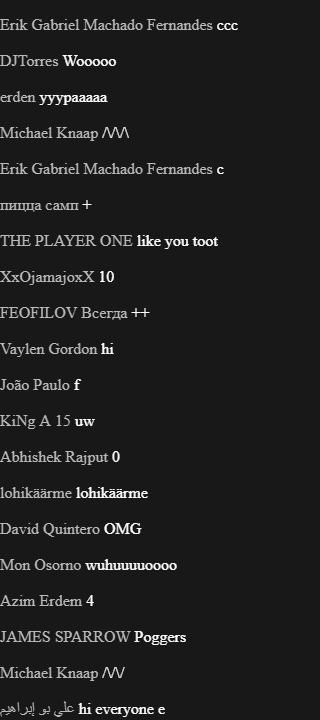 Erik Gabriel Machado Fernandes ccc
DJTorres Wooooo
erden yyypaaaaa
Michael Knaap /\/\/\
Erik Gabriel Machado Fernandes c
пицца самп +
THE PLAYER ONE like you toot
XxOjamajoxX 10
FEOFILOV Всегда ++
Vaylen Gordon hi
João Paulo f
KiNg A 15 uw
Abhishek Rajput 0
lohikäärme lohikäärme
David Quintero OMG
Mon Osorno wuhuuuuoooo
Azim Erdem 4
JAMES SPARROW Poggers
Michael Knaap /\/\/
علي بو إبراهيم hi everyone e